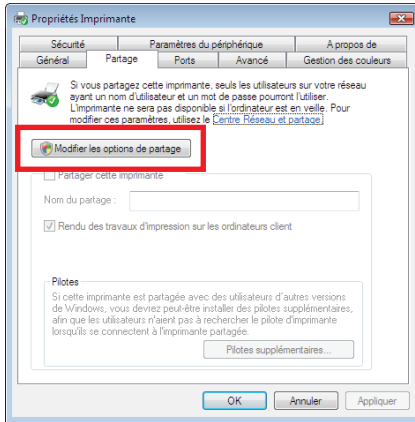 Propriétés Imprimante
Sécurité Paramètres du périphérique A propos de
Général Partage Ports Avancé Gestion des couleurs
Si vous partagez cette imprimante, seuls les utilisateurs sur votre réseau
ayant un nom d'utilisateur et un mot de passe pourront l'utiliser.
L'imprimante ne sera pas disponible si l'ordinateur est en veille. Pour
modifier ces paramètres, utilisez le Centre Réseau et partage.
Modifier les options de partage
Partager cette imprimante
Nom du partage :
Rendu des travaux d'impression sur les ordinateurs client
Pilotes
Si cette imprimante est partagée avec des utilisateurs d'autres versions
de Windows, vous devrez peut-être installer des pilotes supplémentaires,
afin que les utilisateurs n'aient pas à rechercher le pilote d'imprimante
lorsqu'ils se connectent à l'imprimante partagée.
Pilotes supplémentaires...
OK Annuler Appliquer